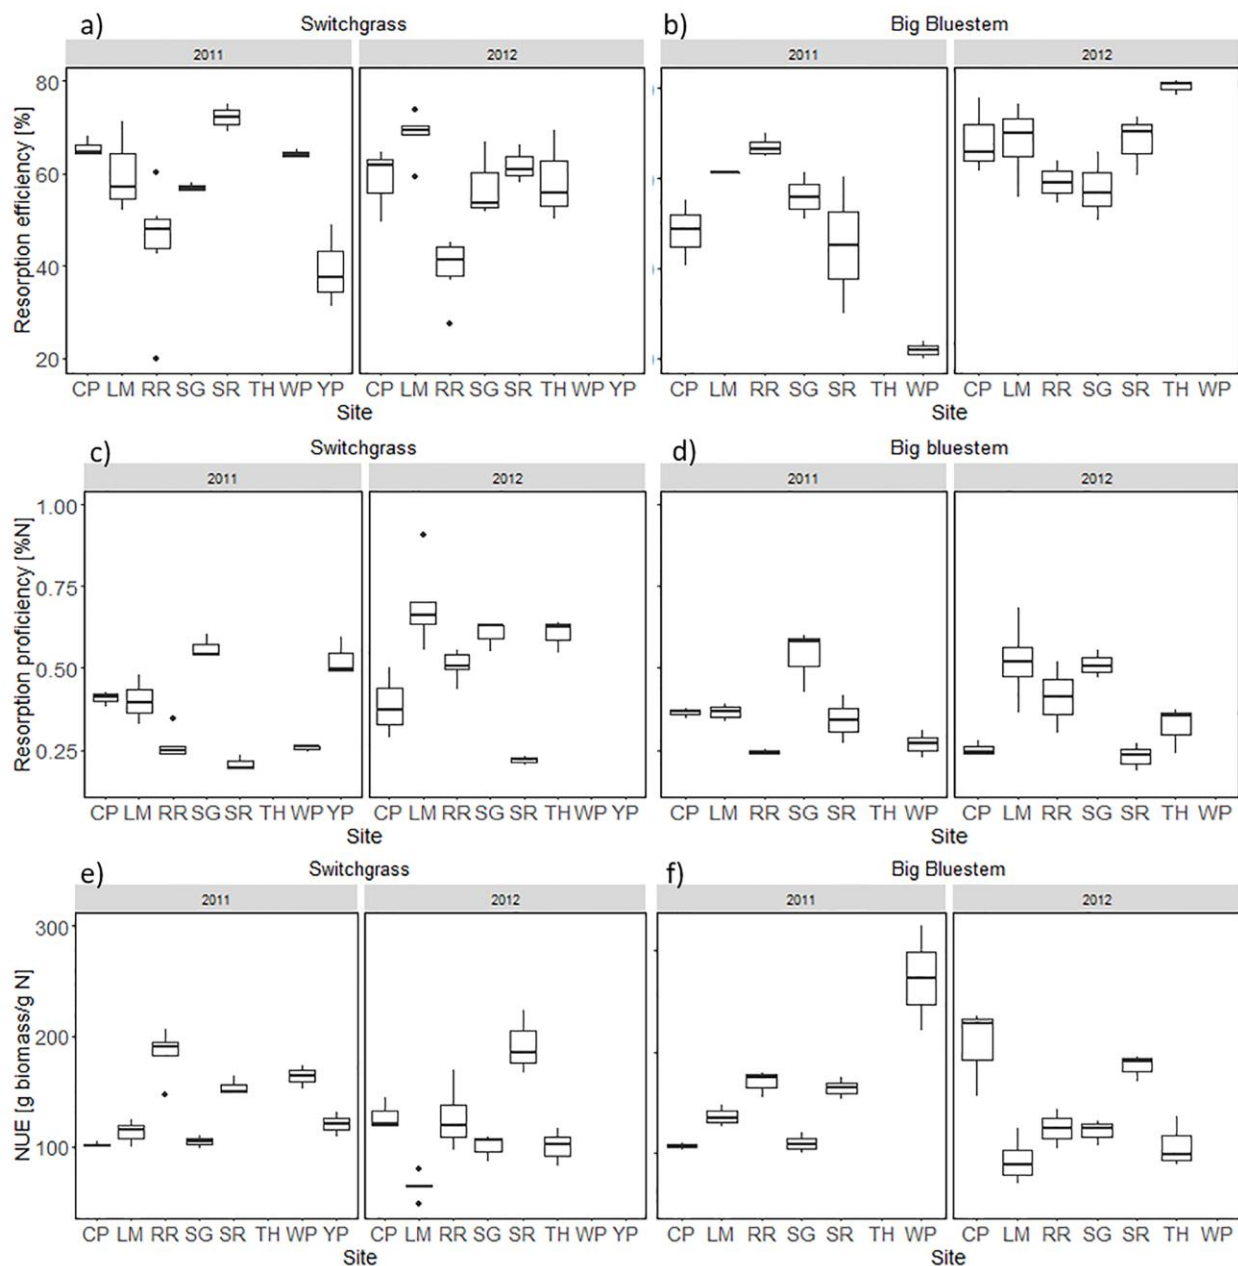 a) Switchgrass b) Big Bluestem
2011 2012 2011 2012
Resorption efficiency [%]
80
60
40
20
CP LM RR SG SR TH WP YP CP LM RR SG SR TH WP YP CP LM RR SG SR TH WP CP LM RR SG SR TH WP
Site Site
c) Switchgrass d) Big bluestem
2011 2012 2011 2012
Resorption proficiency [%N]
1.00
0.75
0.50
0.25
CP LM RR SG SR TH WP YP CP LM RR SG SR TH WP YP CP LM RR SG SR TH WP CP LM RR SG SR TH WP
Site Site
e) Switchgrass f) Big Bluestem
2011 2012 2011 2012
NUE [g biomass/g N]
300
200
100
CP LM RR SG SR TH WP YP CP LM RR SG SR TH WP YP CP LM RR SG SR TH WP CP LM RR SG SR TH WP
Site Site